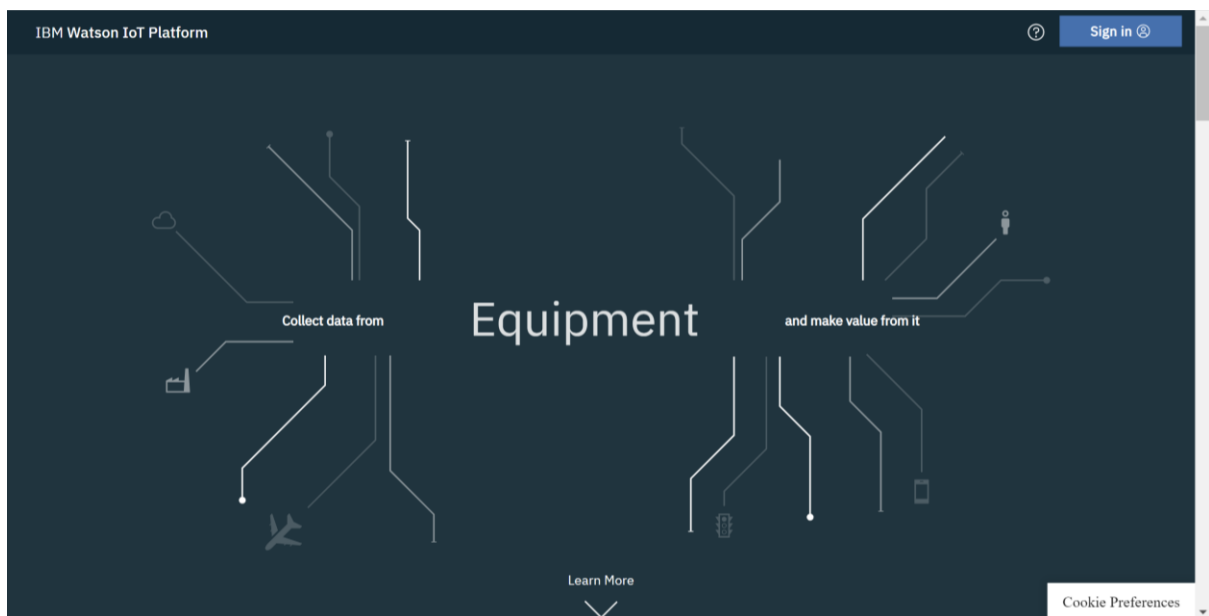 IBM Watson IoT Platform
Sign in
Collect data from
Equipment
and make value from it
Learn More
Cookie Preferences